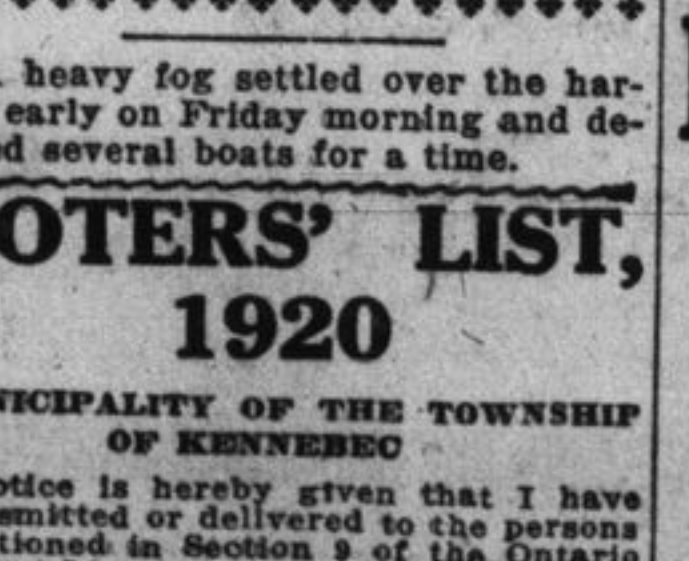 heavy fog settled over the har-
early on Friday morning and de-
ed several boats for a time.
OTERS' LIST,
1920
NICIPALITY OF THE TOWNSHIP
OF KENNEBEC
otice is hereby given that I have
smitted or delivered to the persons
tioned in Section 9 of the Ontario